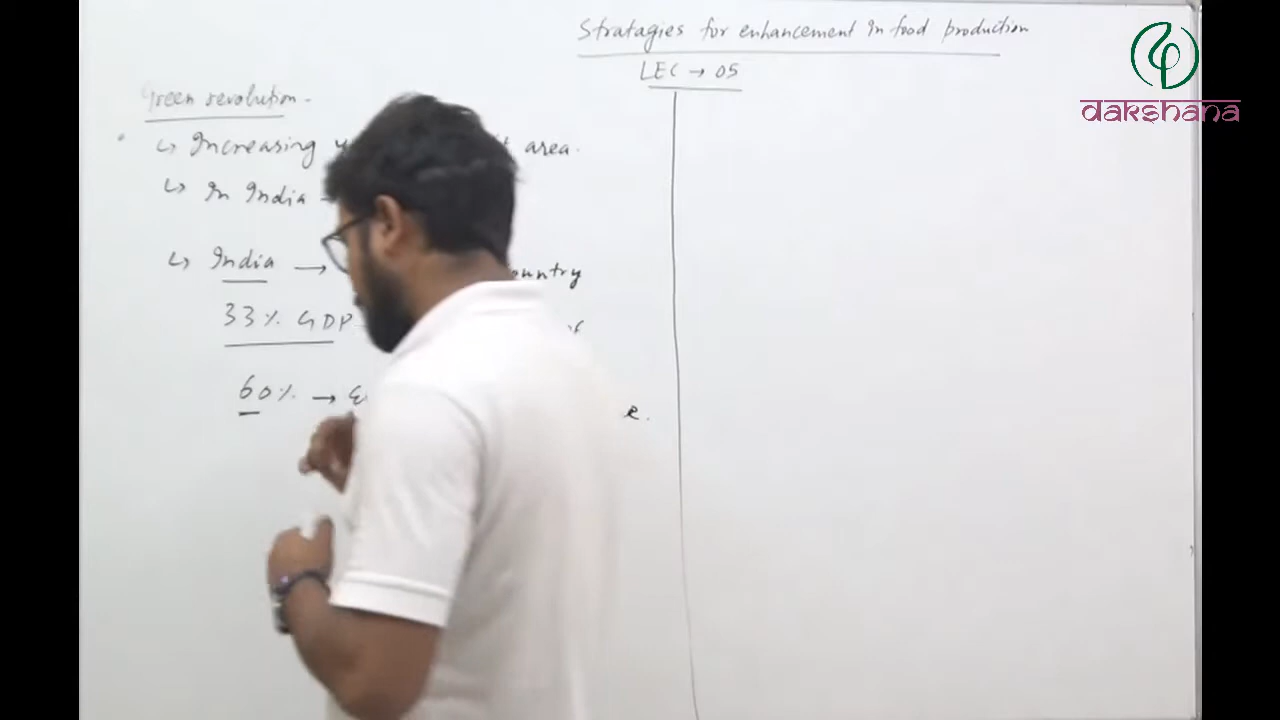 Stratagies for enhancement in food production
LEC → 05
dakshana
Green revolution -
↳ Increasing area.
↳ In India
↳ India → country
33% GDP
60% →